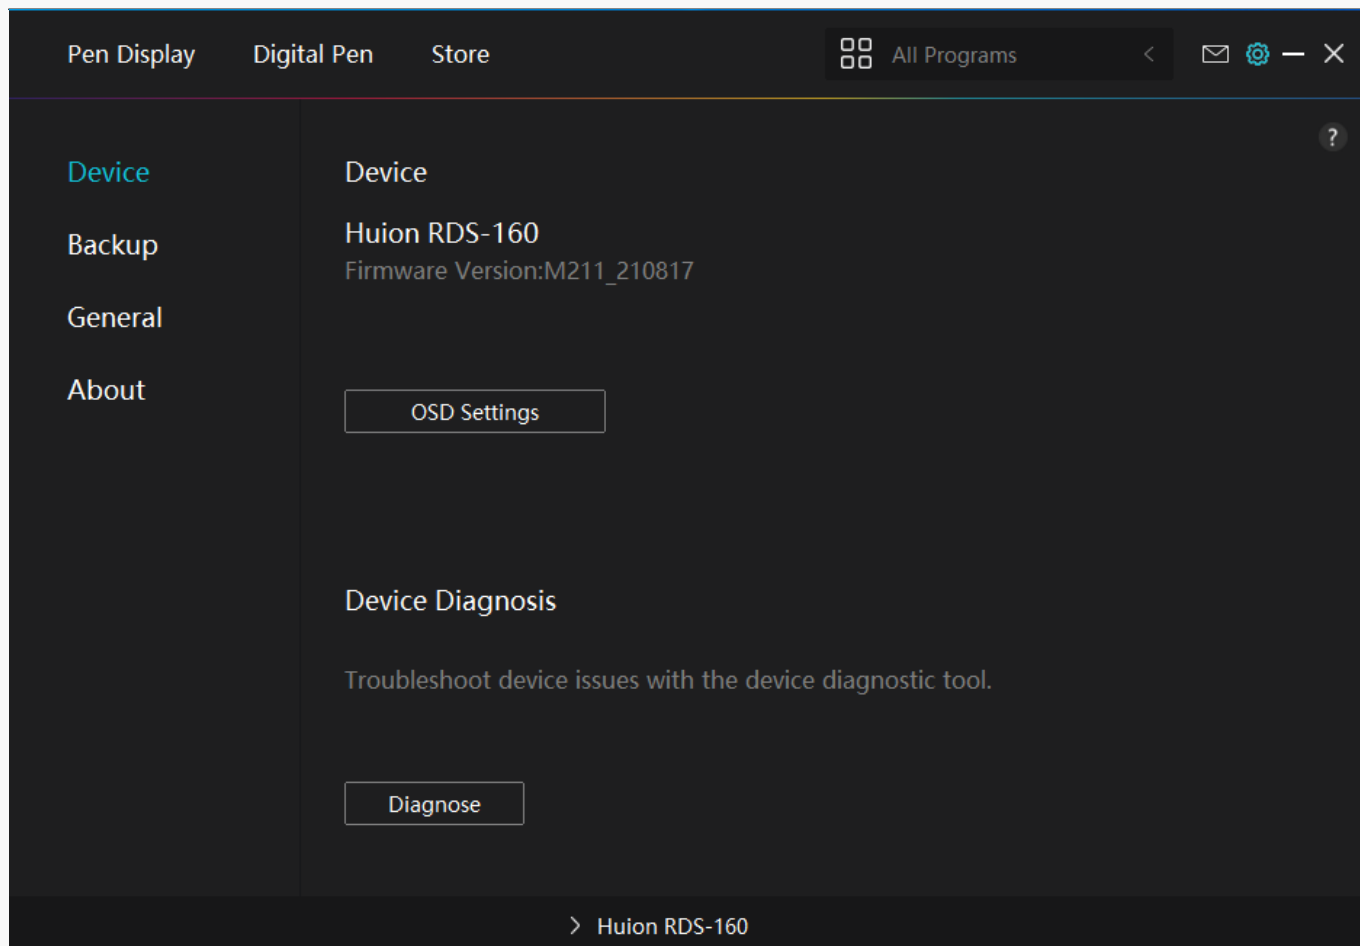 Pen Display Digital Pen Store All Programs
?
Device
Backup
General
About
Device
Huion RDS-160
Firmware Version:M211_210817
OSD Settings
Device Diagnosis
Troubleshoot device issues with the device diagnostic tool.
Diagnose
Huion RDS-160